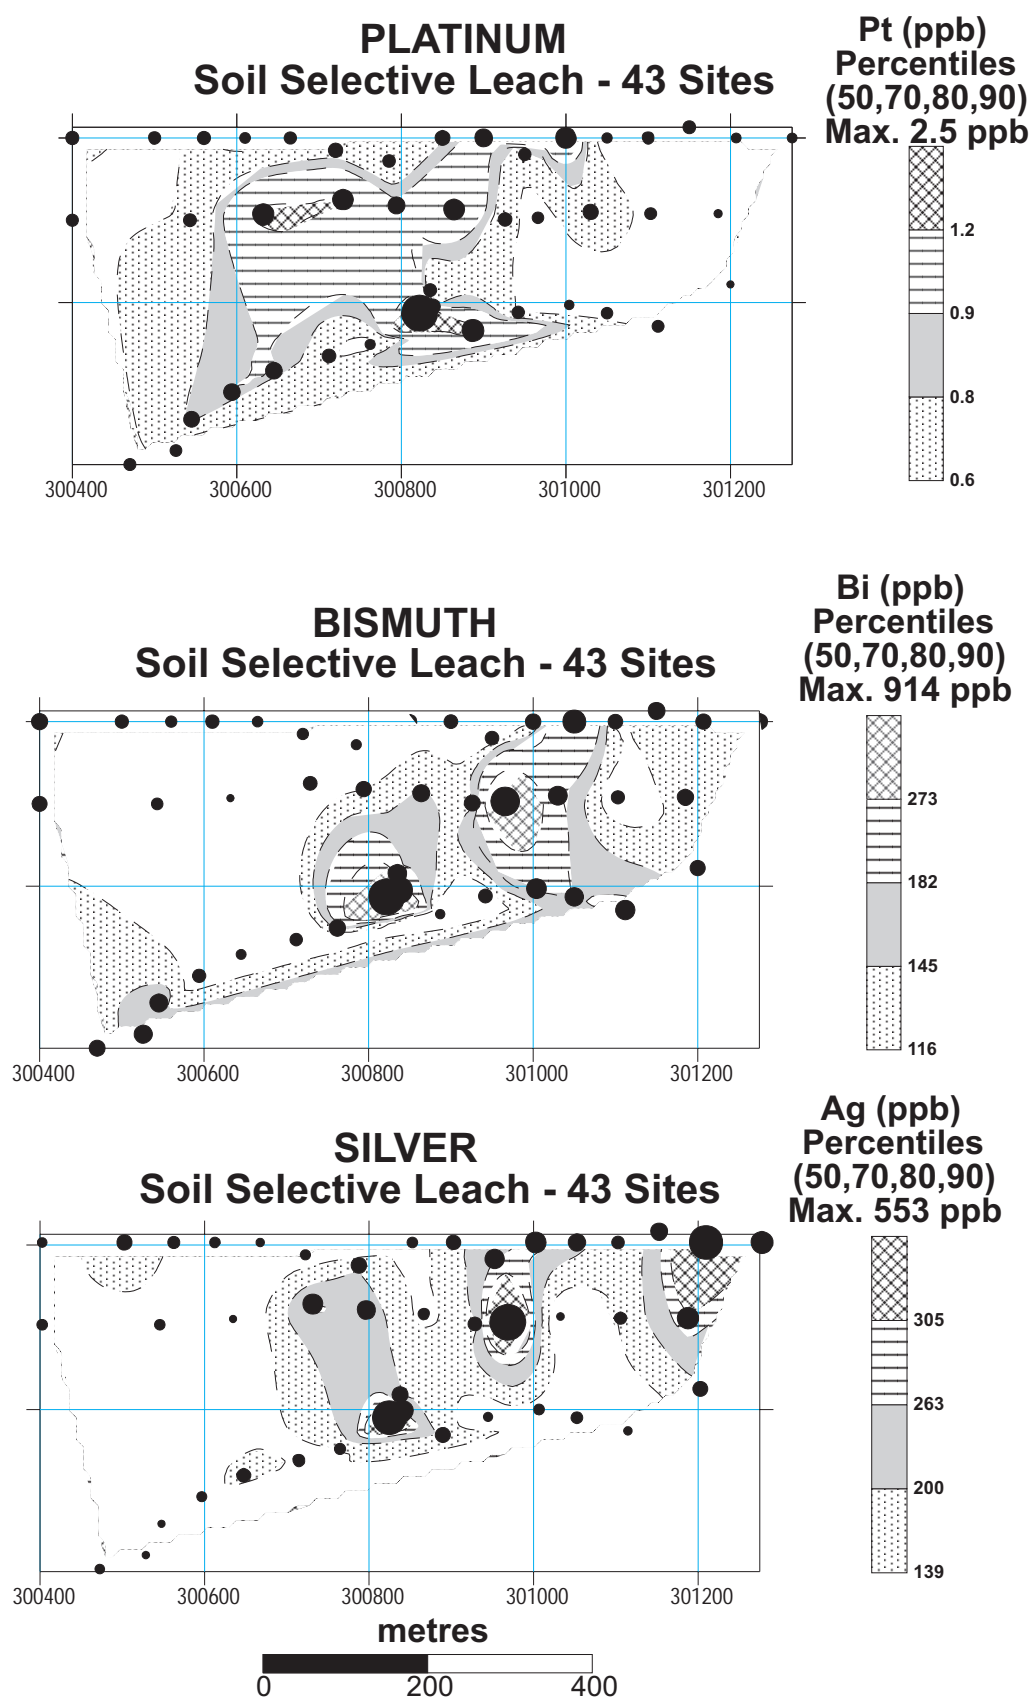 PLATINUM
Soil Selective Leach - 43 Sites
Pt (ppb)
Percentiles
(50,70,80,90)
Max. 2.5 ppb
1.2
0.9
0.8
0.6
300400 300600 300800 301000 301200
BISMUTH
Soil Selective Leach - 43 Sites
Bi (ppb)
Percentiles
(50,70,80,90)
Max. 914 ppb
273
182
145
116
300400 300600 300800 301000 301200
SILVER
Soil Selective Leach - 43 Sites
Ag (ppb)
Percentiles
(50,70,80,90)
Max. 553 ppb
305
263
200
139
300400 300600 300800 301000 301200
metres
0 200 400